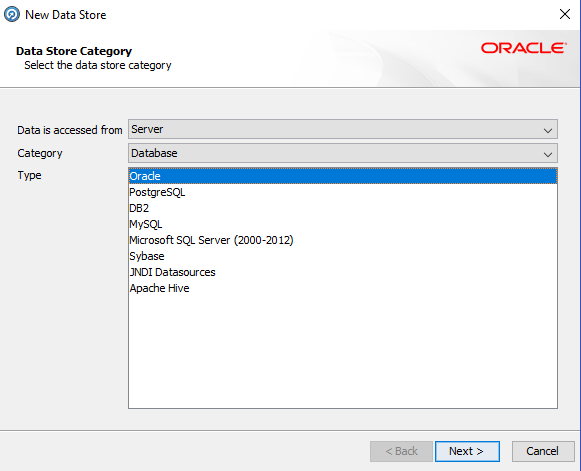 New Data Store
Data Store Category
Select the data store category
ORACLE
Data is accessed from Server
Category Database
Type Oracle
PostgreSQL
DB2
MySQL
Microsoft SQL Server (2000-2012)
Sybase
JNDI Datasources
Apache Hive
< Back Next > Cancel